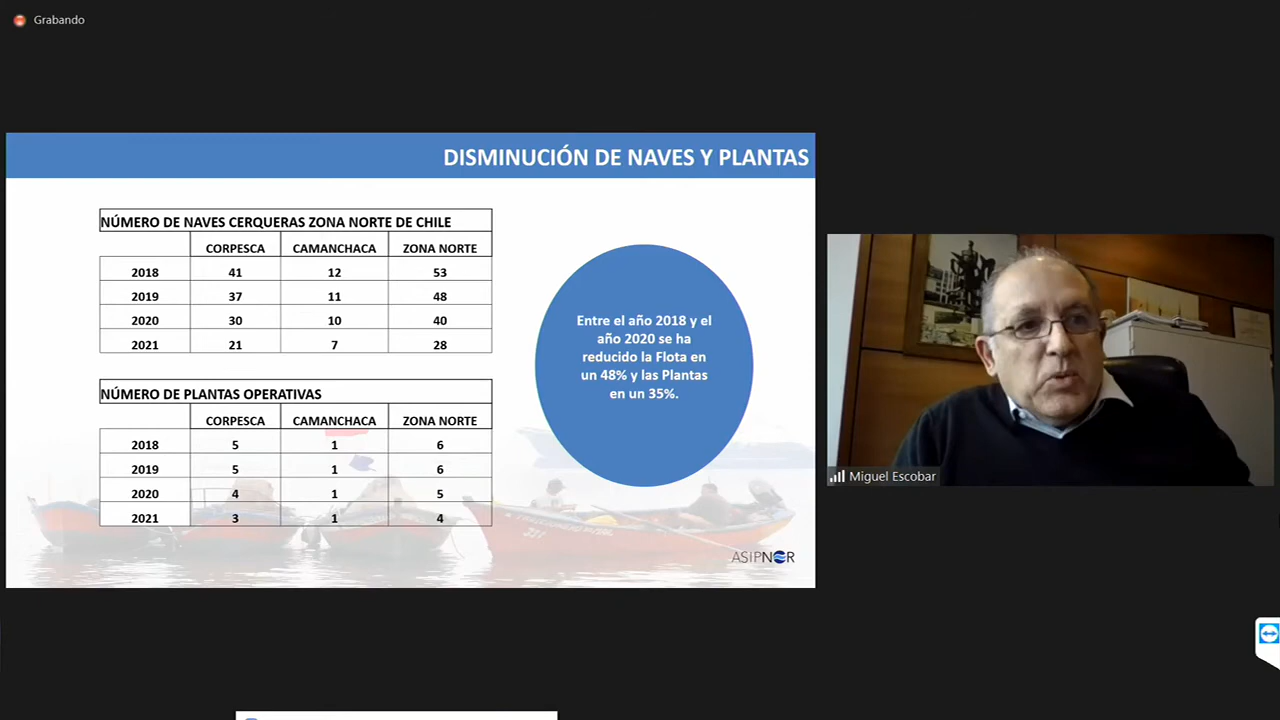 Grabando
DISMINUCIÓN DE NAVES Y PLANTAS
NÚMERO DE NAVES CERQUERAS ZONA NORTE DE CHILE
CORPESCA CAMANCHACA ZONA NORTE
2018 41 12 53
2019 37 11 48
2020 30 10 40
2021 21 7 28
NÚMERO DE PLANTAS OPERATIVAS
CORPESCA CAMANCHACA ZONA NORTE
2018 5 1 6
2019 5 1 6
2020 4 1 5
2021 3 1 4
Entre el año 2018 y el
año 2020 se ha
reducido la Flota en
un 48% y las Plantas
en un 35%.
ASIPNOR
Miguel Escobar